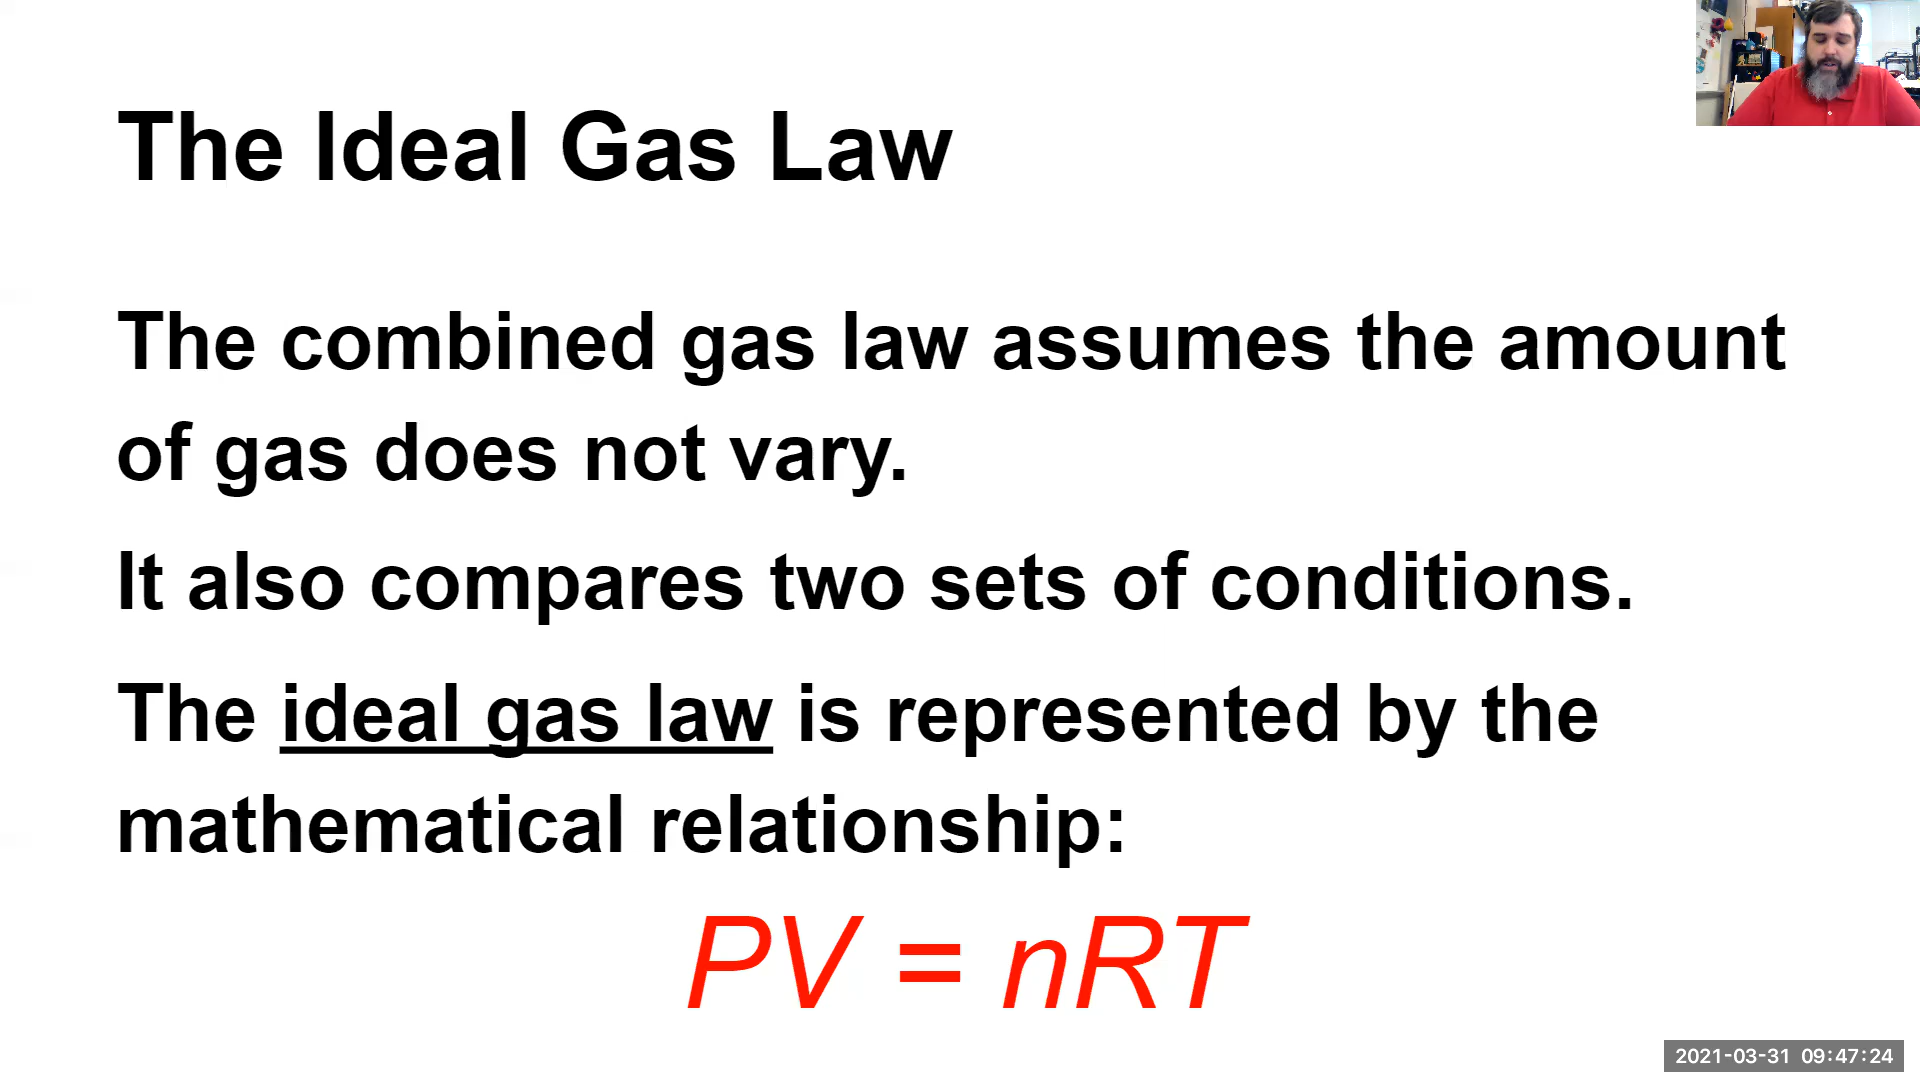 The Ideal Gas Law
The combined gas law assumes the amount
of gas does not vary.
It also compares two sets of conditions.
The ideal gas law is represented by the
mathematical relationship:
PV = nRT
2021-03-31 09:47:24